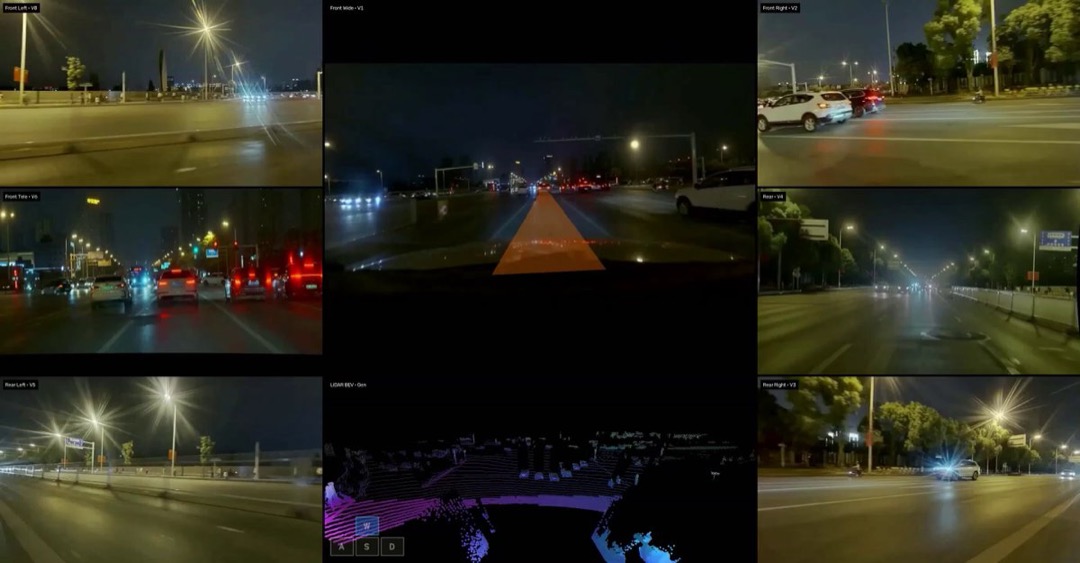 Front Left - V0
Front Wide - V1
Front Right - V2
Front Tele - V6
Rear - V4
Rear Left - V5
LiDAR BEV - Gen
Rear Right - V3
W
A
S
D